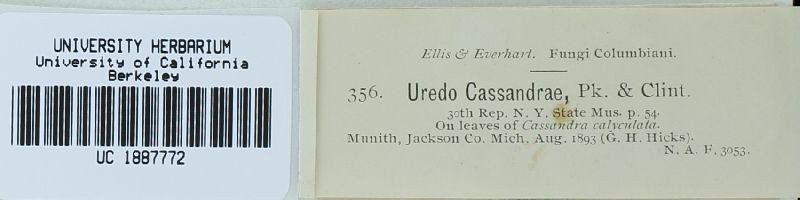 UNIVERSITY HERBARIUM
University of California
Berkeley
UC 1887772
Ellis & Everhart. Fungi Columbiani.
356. Uredo Cassandrae, Pk. & Clint.
30th Rep. N. Y. State Mus. p. 54.
On leaves of Cassandra calyculata.
Munith, Jackson Co. Mich. Aug. 1893 (G. H. Hicks).
N. A. F. 3053.